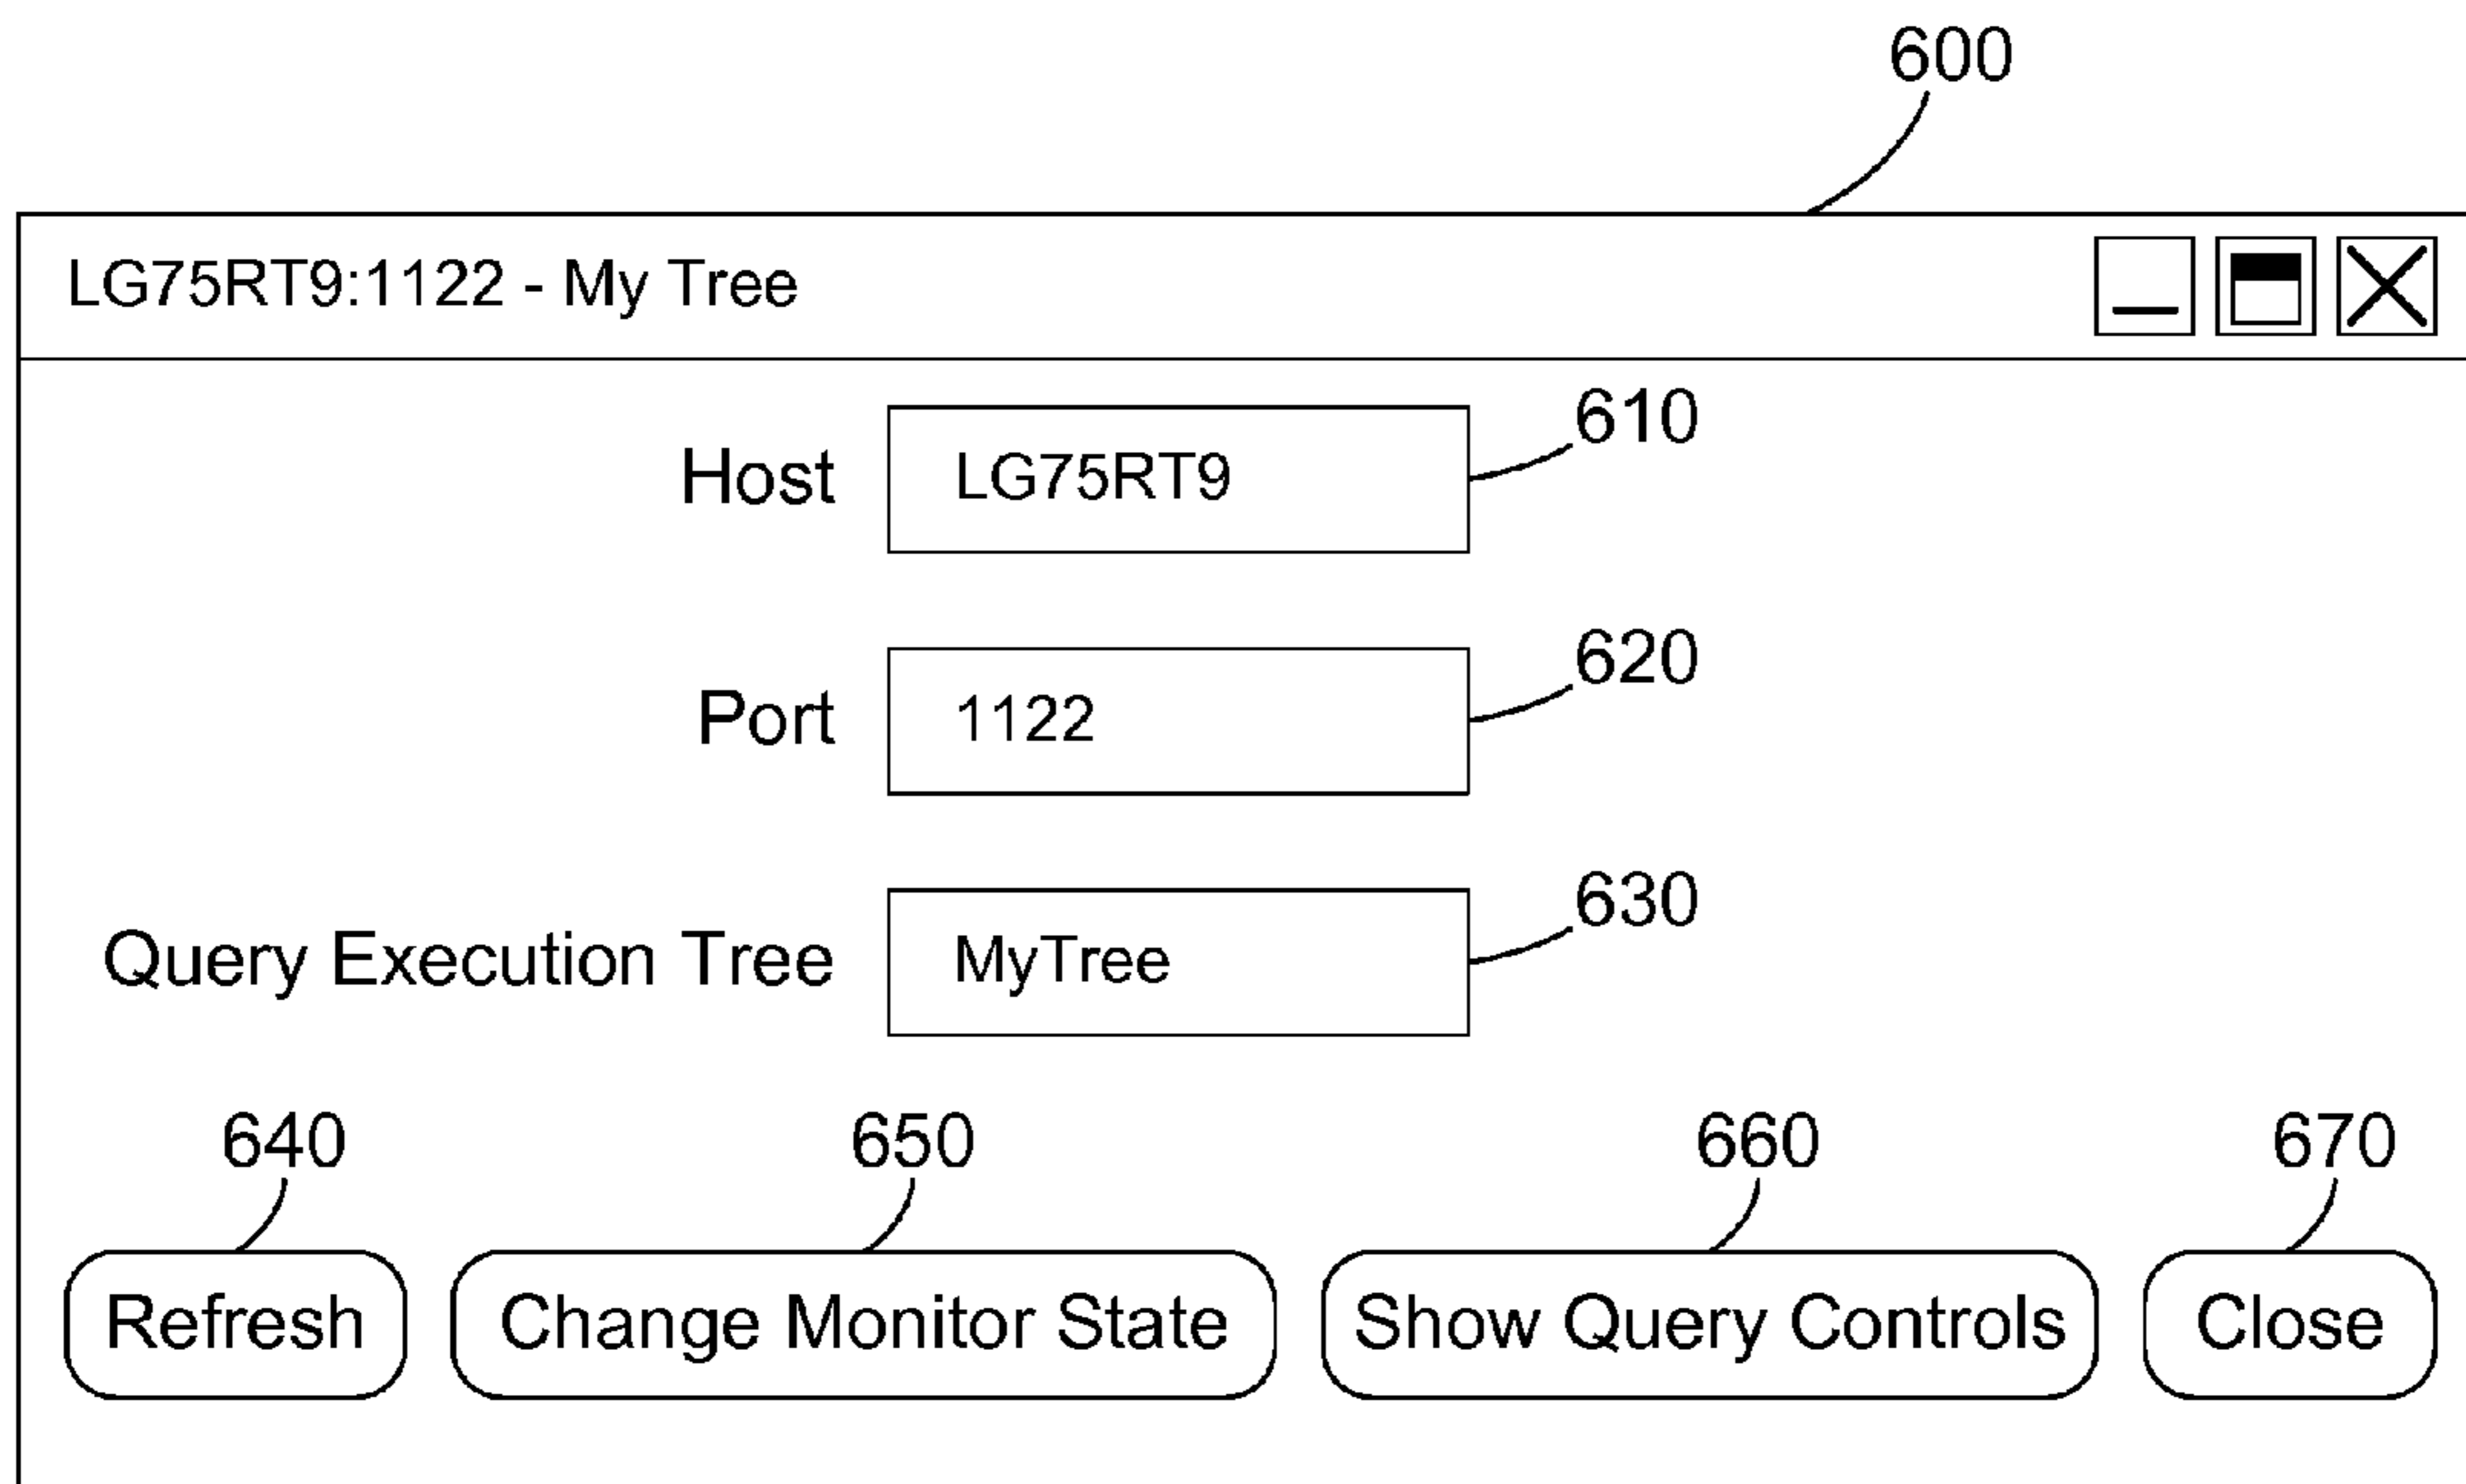 600
LG75RT9:1122 - My Tree
Host LG75RT9 610
Port 1122 620
Query Execution Tree MyTree 630
640 650 660 670
Refresh Change Monitor State Show Query Controls Close